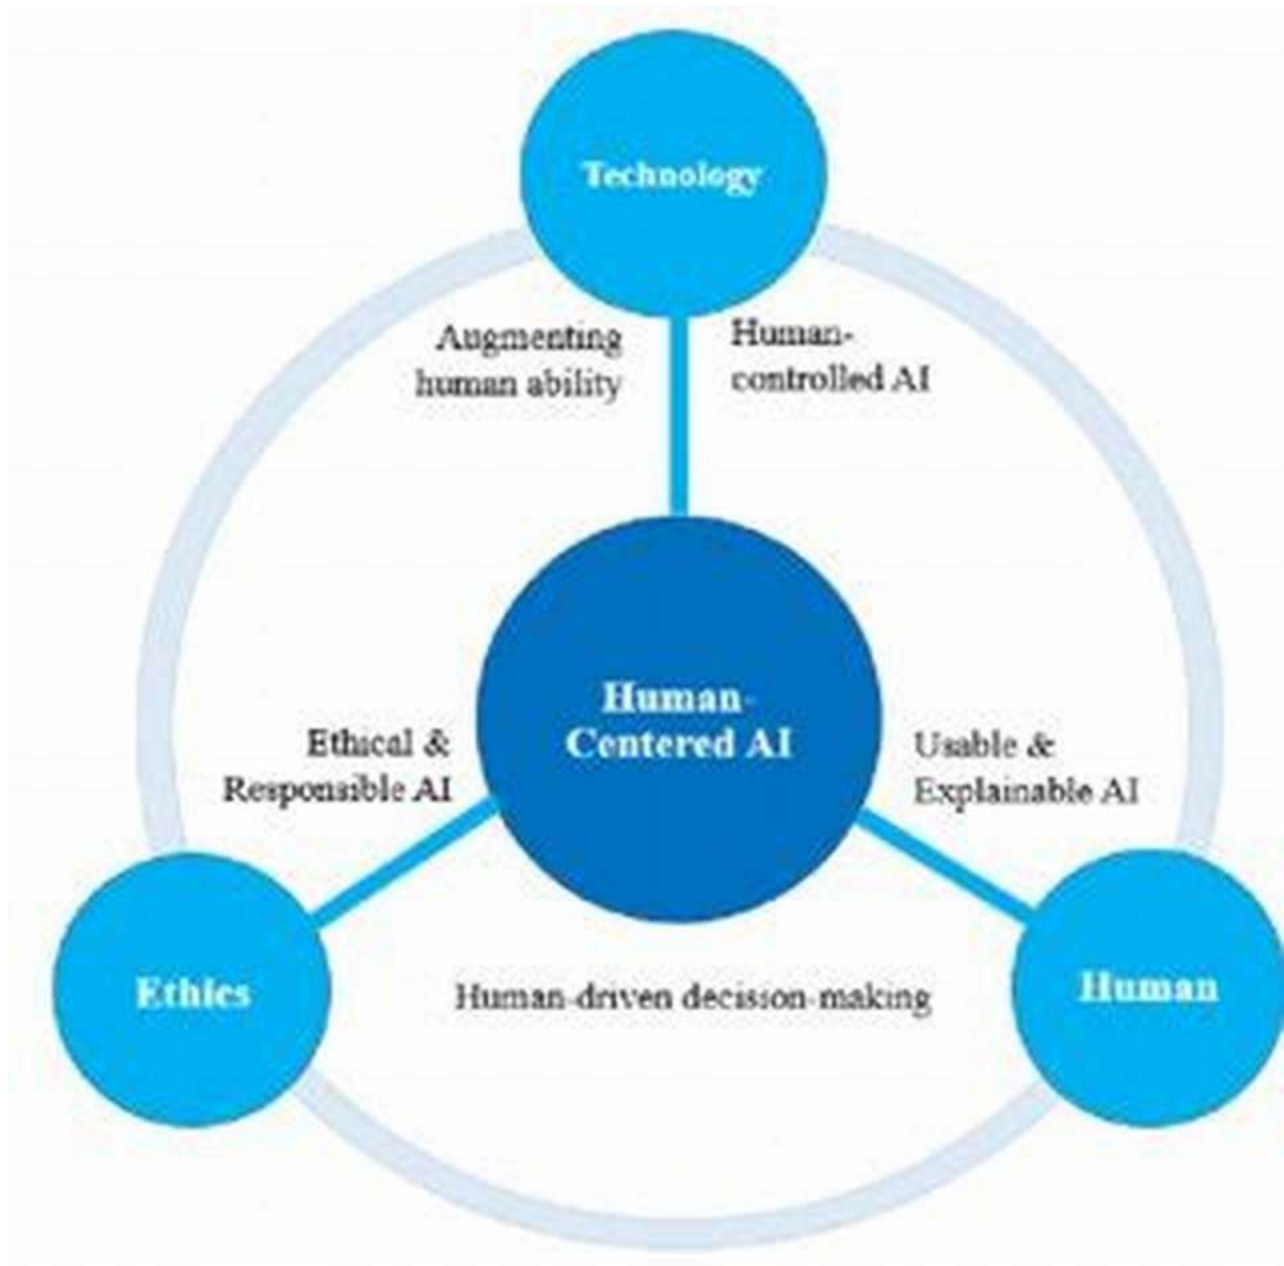 Technology
Augmenting
human ability
Human-
controlled AI
Human-
Centered AI
Ethical &
Responsible AI
Usable &
Explainable AI
Ethics
Human-driven decision-making
Human